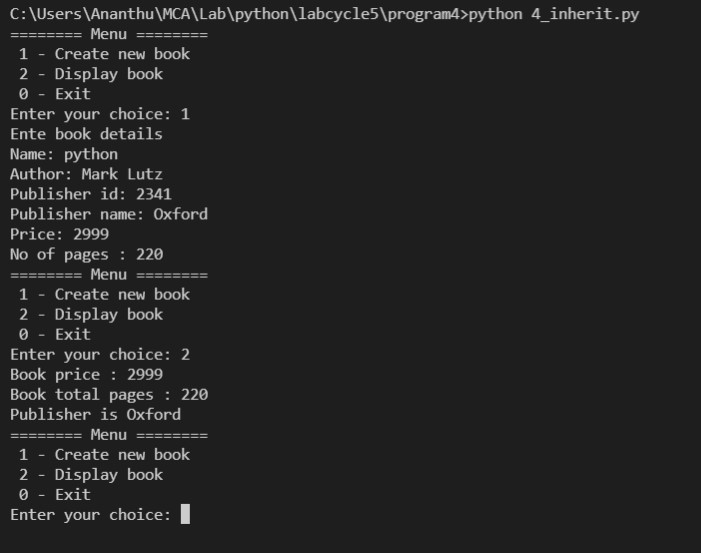 C:\Users\Ananthu\MCA\Lab\python\labcycle5\program4>python 4_inherit.py
======== Menu ========
 1 - Create new book
 2 - Display book
 0 - Exit
Enter your choice: 1
Ente book details
Name: python
Author: Mark Lutz
Publisher id: 2341
Publisher name: Oxford
Price: 2999
No of pages : 220
======== Menu ========
 1 - Create new book
 2 - Display book
 0 - Exit
Enter your choice: 2
Book price : 2999
Book total pages : 220
Publisher is Oxford
======== Menu ========
 1 - Create new book
 2 - Display book
 0 - Exit
Enter your choice: